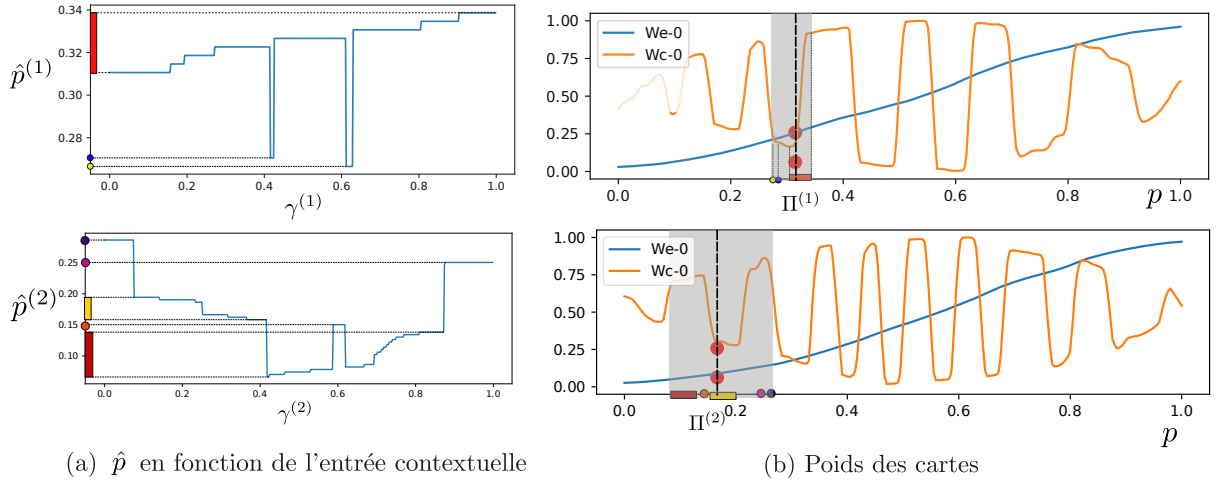 0.34
0.32
0.30
0.28
p̂(1)
0.0 0.2 0.4 0.6 0.8 1.0
γ(1)
0.25
0.20
0.15
0.10
p̂(2)
0.0 0.2 0.4 0.6 0.8 1.0
γ(2)
(a) p̂ en fonction de l'entrée contextuelle
1.00
0.75
0.50
0.25
0.00
We-0
Wc-0
0.0 0.2 0.4 0.6 0.8 1.0
Π(1)
p
1.00
0.75
0.50
0.25
0.00
We-0
Wc-0
0.0 0.2 0.4 0.6 0.8 1.0
Π(2)
p
(b) Poids des cartes